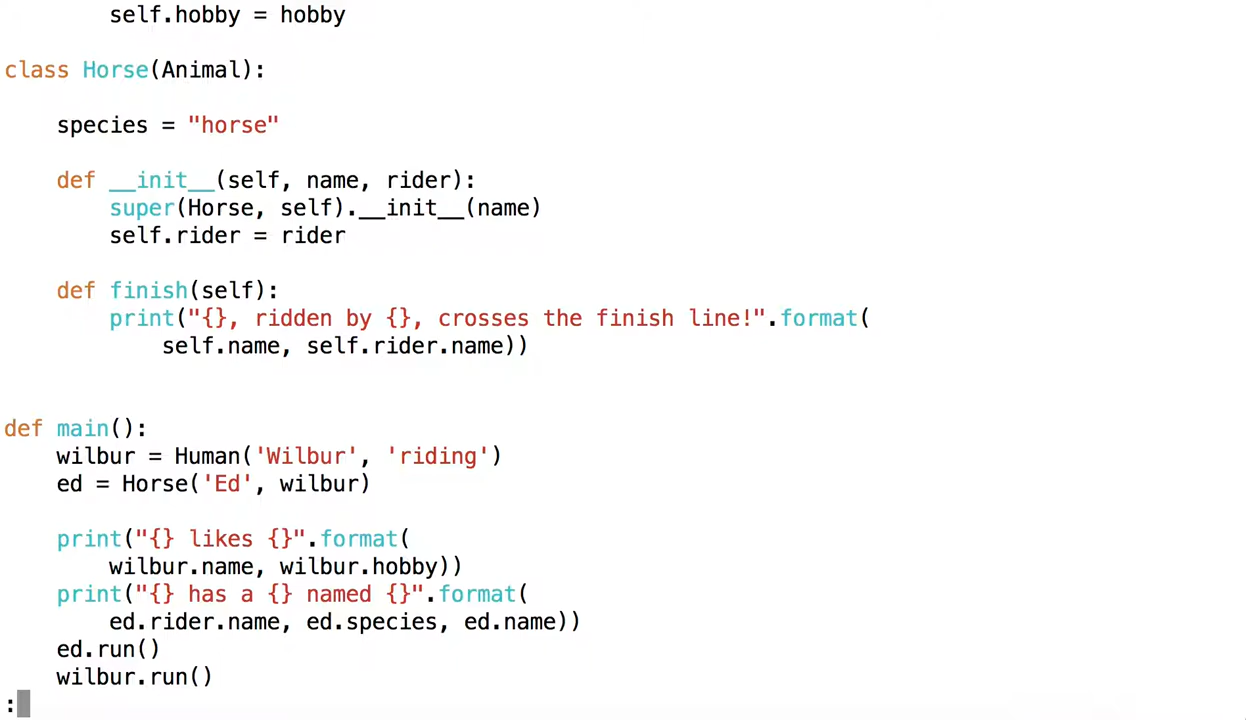 self.hobby = hobby

class Horse(Animal):

    species = "horse"

    def __init__(self, name, rider):
        super(Horse, self).__init__(name)
        self.rider = rider

    def finish(self):
        print("{}, ridden by {}, crosses the finish line!".format(
            self.name, self.rider.name))


def main():
    wilbur = Human('Wilbur', 'riding')
    ed = Horse('Ed', wilbur)

    print("{} likes {}".format(
        wilbur.name, wilbur.hobby))
    print("{} has a {} named {}".format(
        ed.rider.name, ed.species, ed.name))
    ed.run()
    wilbur.run()
: